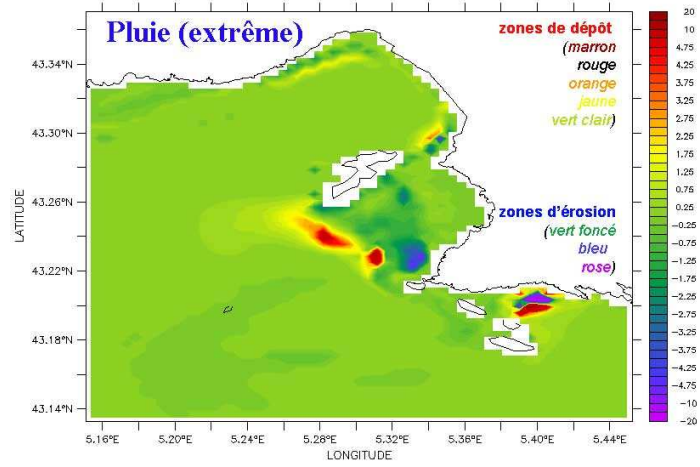 Pluie (extrême)
zones de dépôt
(marron
rouge
orange
jaune
vert clair)
zones d'érosion
(vert foncé
bleu
rose)
LATITUDE
43.34°N
43.30°N
43.26°N
43.22°N
43.18°N
43.14°N
5.16°E 5.20°E 5.24°E 5.28°E 5.32°E 5.36°E 5.40°E 5.44°E
LONGITUDE
20
10
4.75
4.25
3.75
3.25
2.75
2.25
1.75
1.25
0.75
0.25
-0.25
-0.75
-1.25
-1.75
-2.25
-2.75
-3.25
-3.75
-4.25
-4.75
-10
-20